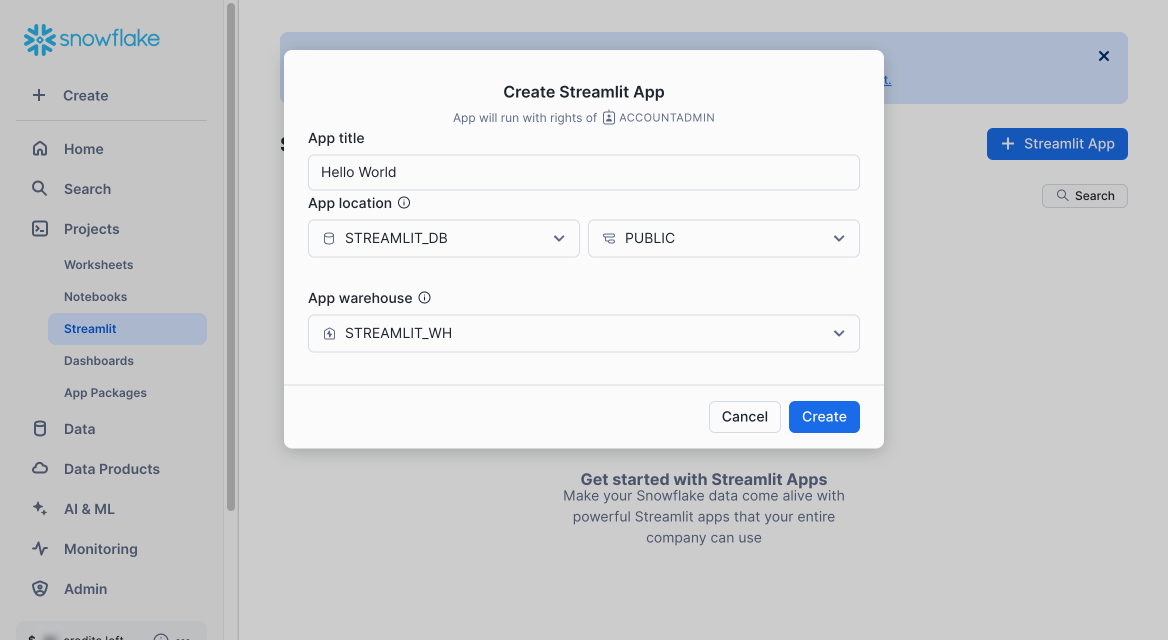 snowflake
Create
Home
Search
Projects
Worksheets
Notebooks
Streamlit
Dashboards
App Packages
Data
Data Products
AI & ML
Monitoring
Admin
credits left
Streamlit App
Search
Create Streamlit App
App will run with rights of ACCOUNTADMIN
App title
Hello World
App location
STREAMLIT_DB PUBLIC
App warehouse
STREAMLIT_WH
Cancel Create
Get started with Streamlit Apps
Make your Snowflake data come alive with
powerful Streamlit apps that your entire
company can use